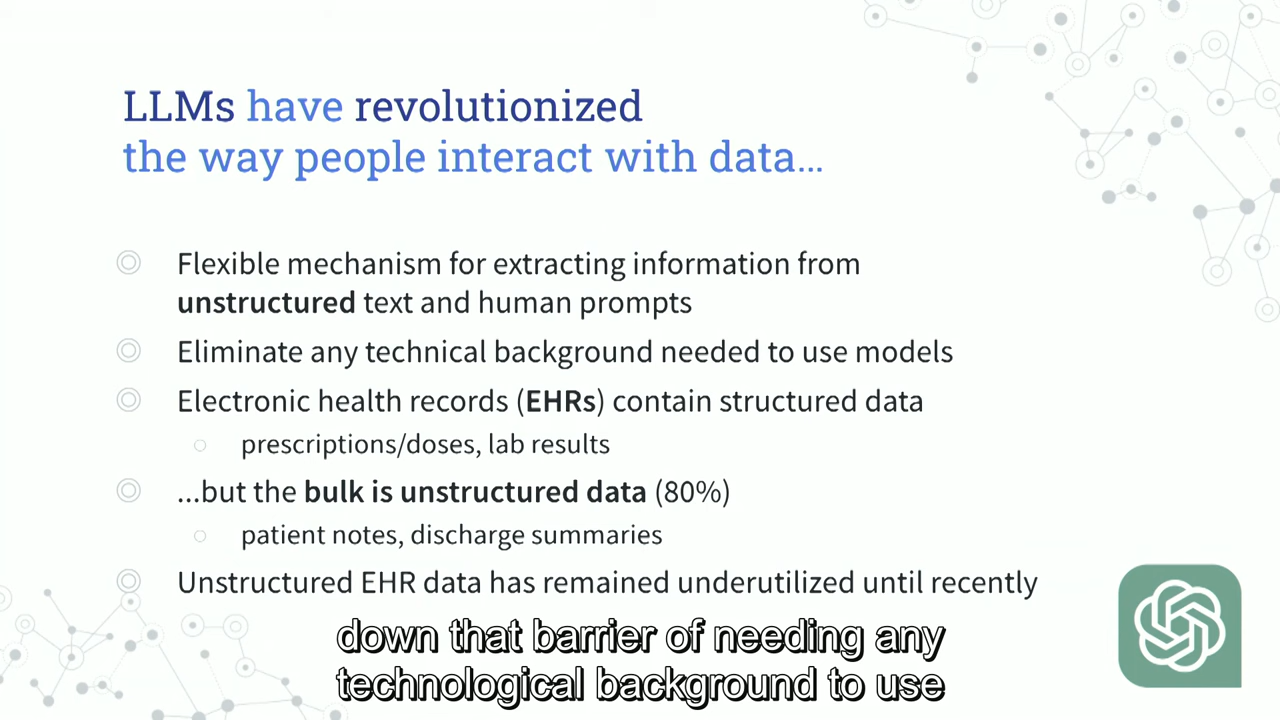 LLMs have revolutionized
the way people interact with data…
Flexible mechanism for extracting information from
unstructured text and human prompts
Eliminate any technical background needed to use models
Electronic health records (EHRs) contain structured data
prescriptions/doses, lab results
...but the bulk is unstructured data (80%)
patient notes, discharge summaries
Unstructured EHR data has remained underutilized until recently
down that barrier of needing any
technological background to use